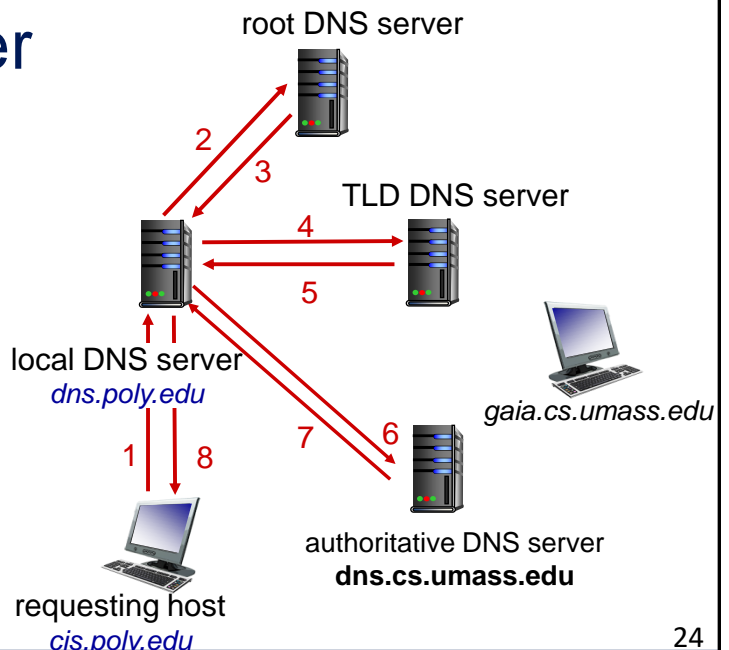 er
root DNS server
2
3
TLD DNS server
4
5
local DNS server
dns.poly.edu
gaia.cs.umass.edu
1
8
7
6
authoritative DNS server
dns.cs.umass.edu
requesting host
cis.poly.edu
24